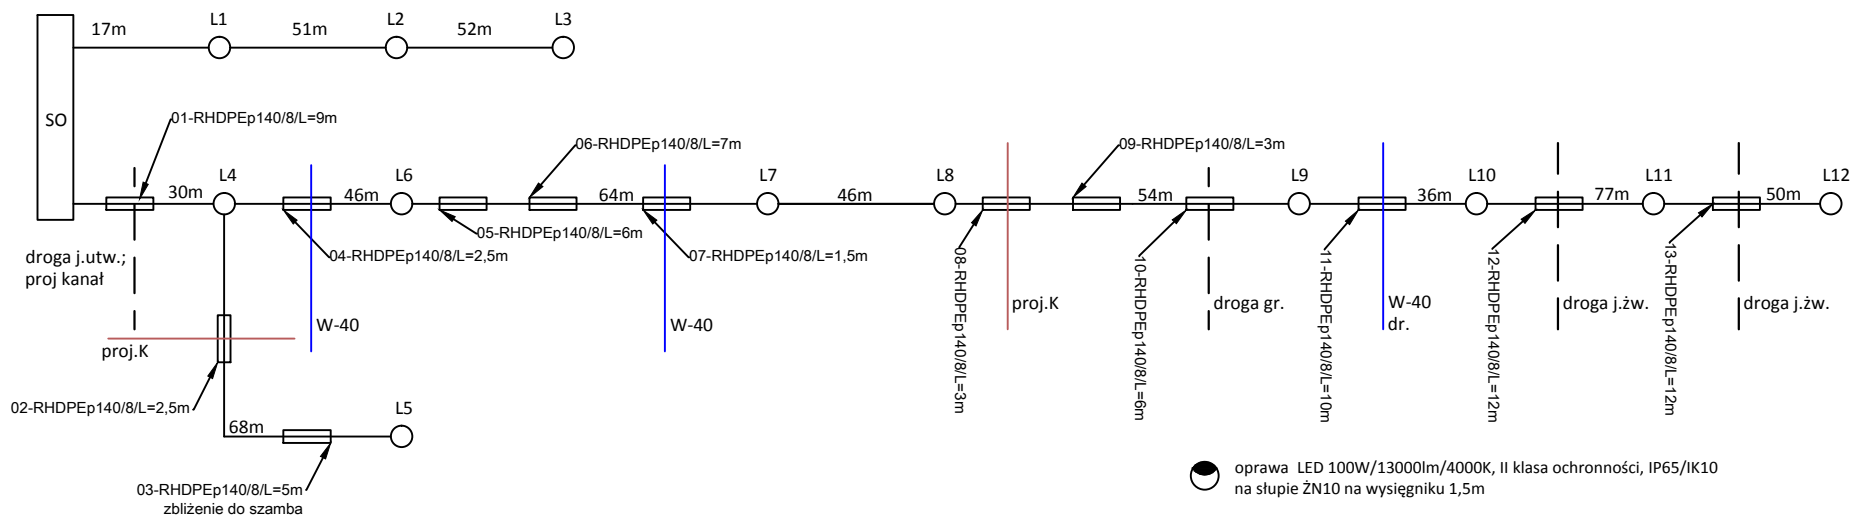 L1
L2
L3
17m
51m
52m
SO
01-RHDPEp140/8/L=9m
06-RHDPEp140/8/L=7m
09-RHDPEp140/8/L=3m
L4
L6
L7
L8
L9
L10
L11
L12
30m
46m
64m
46m
54m
36m
77m
50m
05-RHDPEp140/8/L=6m
04-RHDPEp140/8/L=2,5m
07-RHDPEp140/8/L=1,5m
droga j.utw.;
proj kanał
08-RHDPEp140/8/L=3m
10-RHDPEp140/8/L=6m
11-RHDPEp140/8/L=10m
12-RHDPEp140/8/L=12m
13-RHDPEp140/8/L=12m
proj.K
droga gr.
W-40
dr.
droga j.żw.
droga j.żw.
W-40
W-40
proj.K
02-RHDPEp140/8/L=2,5m
L5
68m
03-RHDPEp140/8/L=5m
zbliżenie do szamba
oprawa LED 100W/13000lm/4000K, II klasa ochronności, IP65/IK10
na słupie ŻN10 na wysięgniku 1,5m